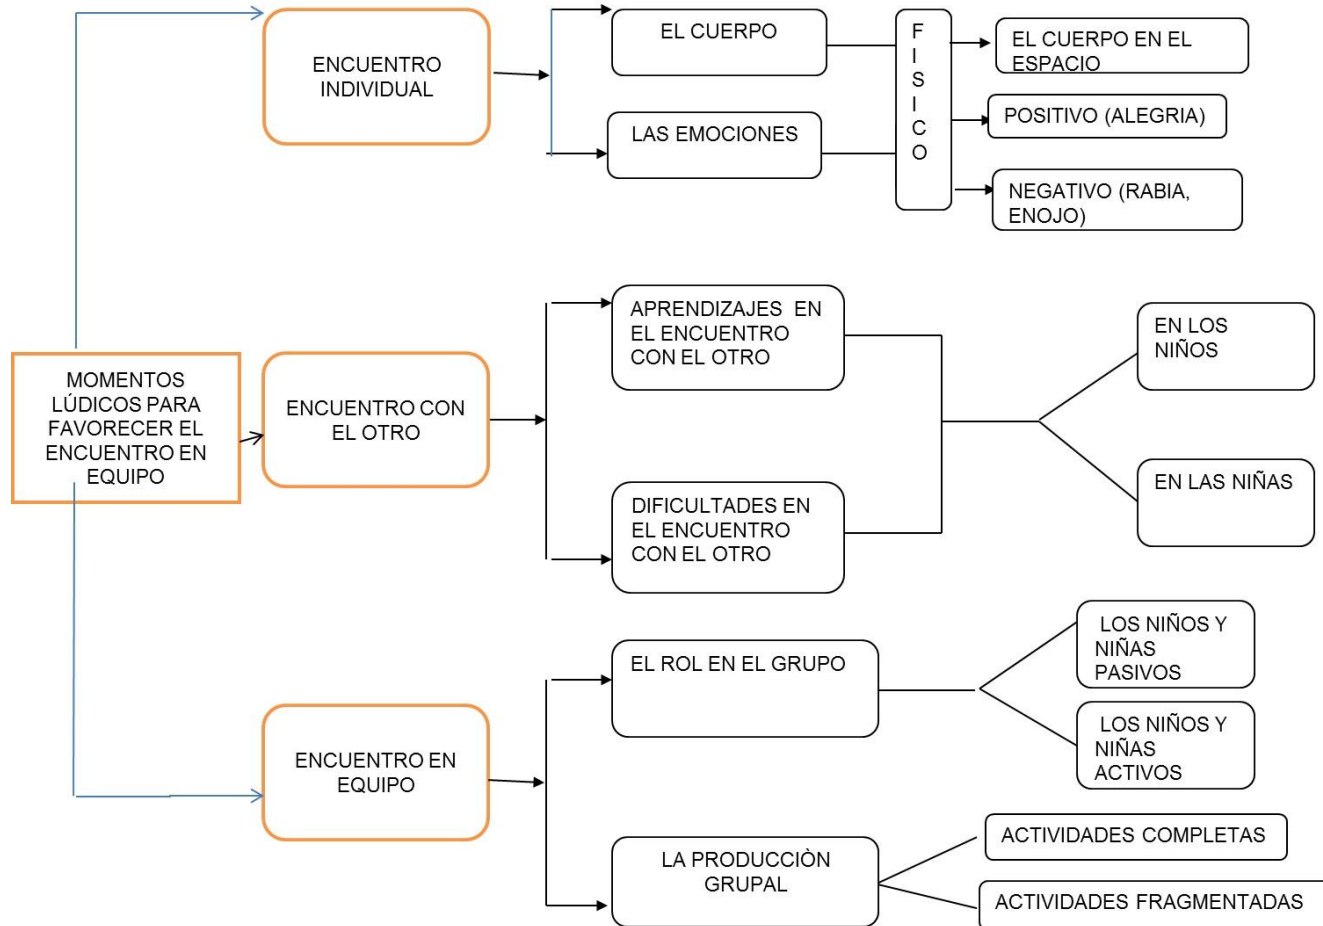 MOMENTOS
LÚDICOS PARA
FAVORECER EL
ENCUENTRO EN
EQUIPO
ENCUENTRO
INDIVIDUAL
EL CUERPO
LAS EMOCIONES
F
I
S
I
C
O
EL CUERPO EN EL
ESPACIO
POSITIVO (ALEGRIA)
NEGATIVO (RABIA,
ENOJO)
ENCUENTRO CON
EL OTRO
APRENDIZAJES EN
EL ENCUENTRO
CON EL OTRO
DIFICULTADES EN
EL ENCUENTRO
CON EL OTRO
EN LOS
NIÑOS
EN LAS NIÑAS
ENCUENTRO EN
EQUIPO
EL ROL EN EL GRUPO
LOS NIÑOS Y
NIÑAS
PASIVOS
LOS NIÑOS Y
NIÑAS
ACTIVOS
LA PRODUCCIÒN
GRUPAL
ACTIVIDADES COMPLETAS
ACTIVIDADES FRAGMENTADAS